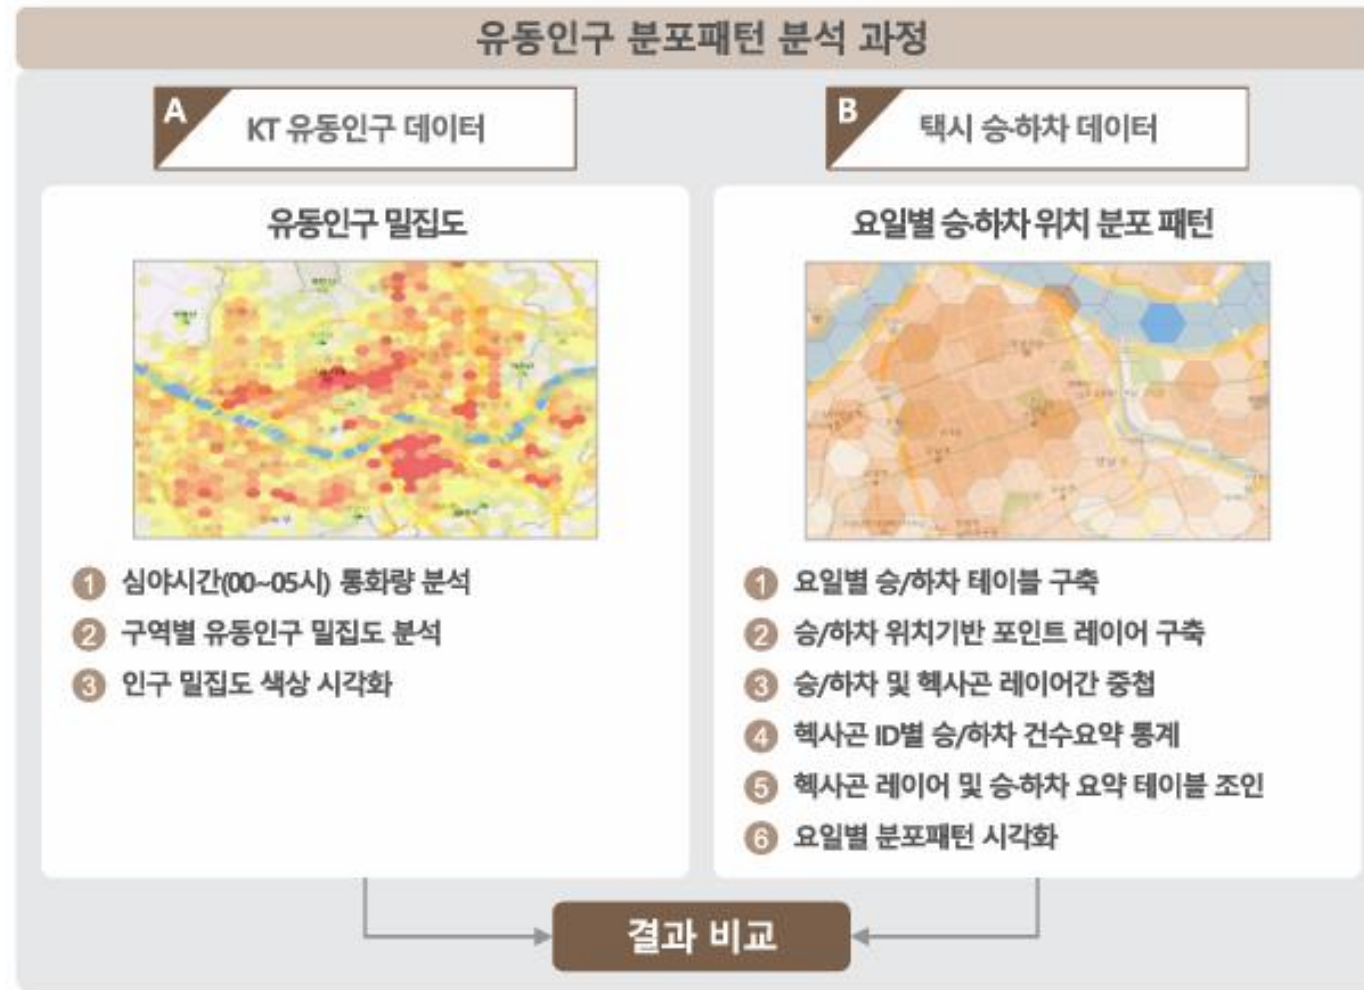 유동인구 분포패턴 분석 과정
A
KT 유동인구 데이터
유동인구 밀집도
1 심야시간(00~05시) 통화량 분석
2 구역별 유동인구 밀집도 분석
3 인구 밀집도 색상 시각화
B
택시 승·하차 데이터
요일별 승·하차 위치 분포 패턴
1 요일별 승/하차 테이블 구축
2 승/하차 위치기반 포인트 레이어 구축
3 승/하차 및 헥사곤 레이어간 중첩
4 헥사곤 ID별 승/하차 건수요약 통계
5 헥사곤 레이어 및 승·하차 요약 테이블 조인
6 요일별 분포패턴 시각화
결과 비교